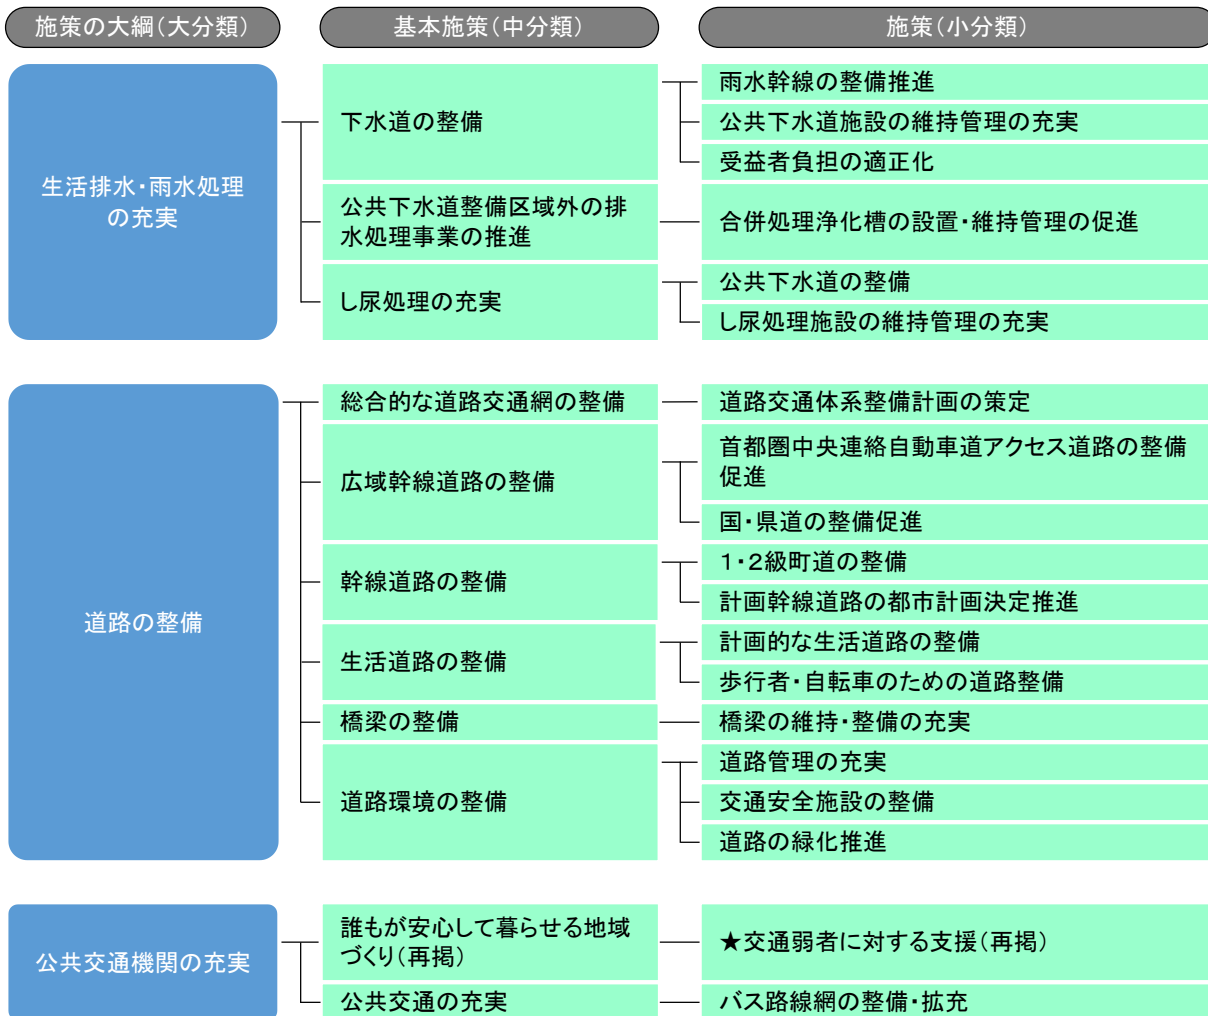 施策の大綱(大分類)
基本施策(中分類)
施策(小分類)
生活排水・雨水処理
の充実
下水道の整備
雨水幹線の整備推進
公共下水道施設の維持管理の充実
受益者負担の適正化
公共下水道整備区域外の排
水処理事業の推進
合併処理浄化槽の設置・維持管理の促進
し尿処理の充実
公共下水道の整備
し尿処理施設の維持管理の充実
道路の整備
総合的な道路交通網の整備
道路交通体系整備計画の策定
広域幹線道路の整備
首都圏中央連絡自動車道アクセス道路の整備
促進
国・県道の整備促進
幹線道路の整備
1・2級町道の整備
計画幹線道路の都市計画決定推進
生活道路の整備
計画的な生活道路の整備
歩行者・自転車のための道路整備
橋梁の整備
橋梁の維持・整備の充実
道路環境の整備
道路管理の充実
交通安全施設の整備
道路の緑化推進
公共交通機関の充実
誰もが安心して暮らせる地域
づくり(再掲)
★交通弱者に対する支援(再掲)
公共交通の充実
バス路線網の整備・拡充